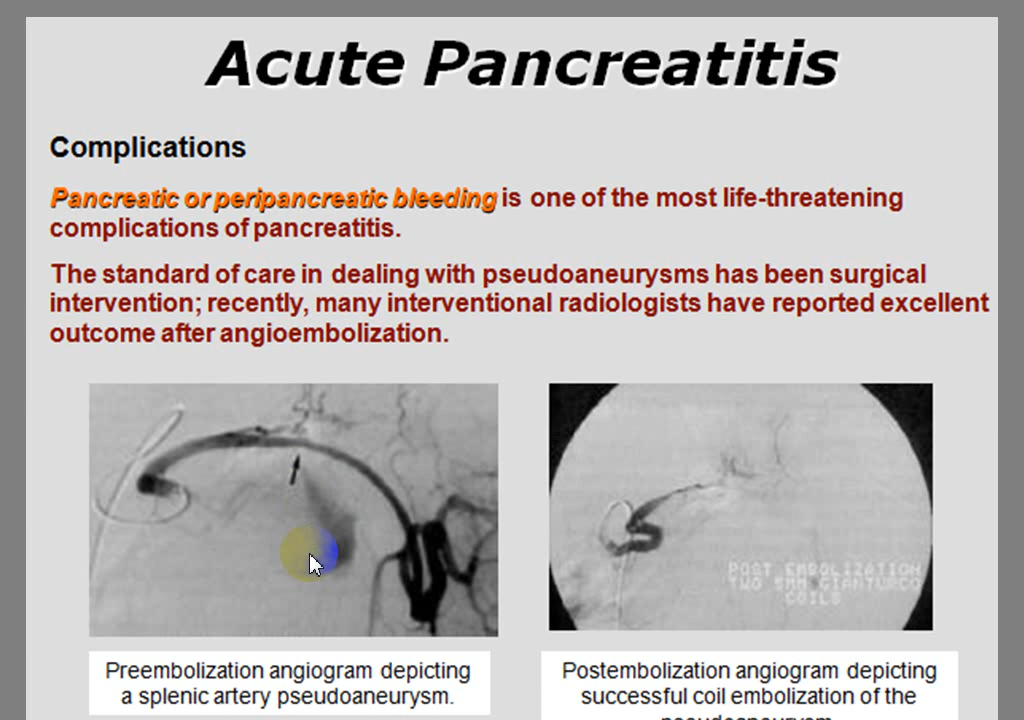 Acute Pancreatitis
Complications
Pancreatic or peripancreatic bleeding is one of the most life-threatening
complications of pancreatitis.
The standard of care in dealing with pseudoaneurysms has been surgical
intervention; recently, many interventional radiologists have reported excellent
outcome after angioembolization.
POST EMBOLIZATION
TWO 5MM GIANTURCO
COILS
Preembolization angiogram depicting
a splenic artery pseudoaneurysm.
Postembolization angiogram depicting
successful coil embolization of the
pseudoaneurysm